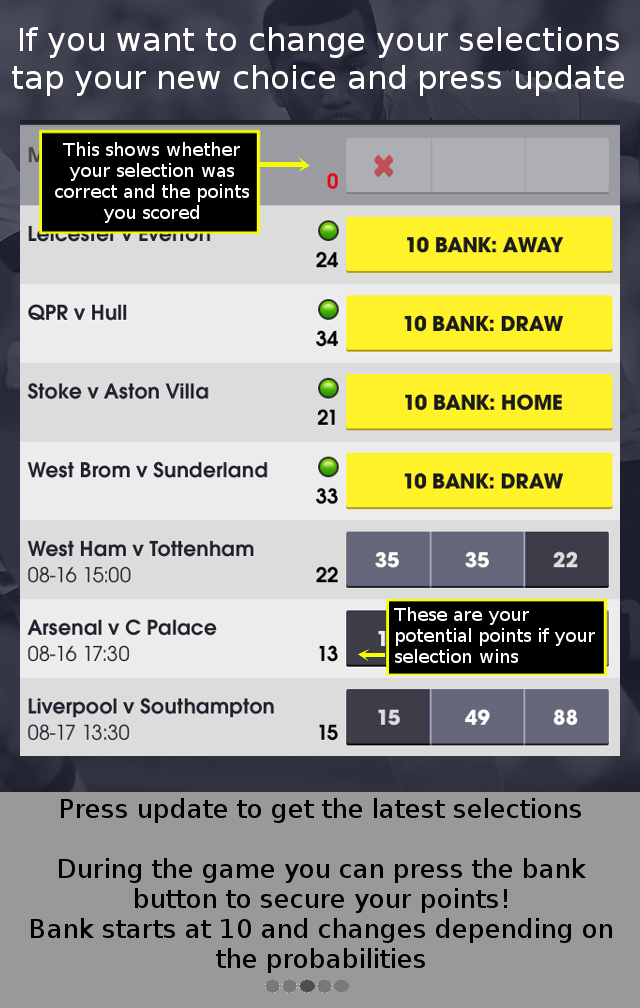 If you want to change your selections
tap your new choice and press update
This shows whether
your selection was
correct and the points
you scored
M
0
Leicester v Everton
24
10 BANK: AWAY
QPR v Hull
34
10 BANK: DRAW
Stoke v Aston Villa
21
10 BANK: HOME
West Brom v Sunderland
33
10 BANK: DRAW
West Ham v Tottenham
08-16 15:00
22
35 35 22
Arsenal v C Palace
08-16 17:30
13
These are your
potential points if your
selection wins
Liverpool v Southampton
08-17 13:30
15
15 49 88
Press update to get the latest selections
During the game you can press the bank
button to secure your points!
Bank starts at 10 and changes depending on
the probabilities